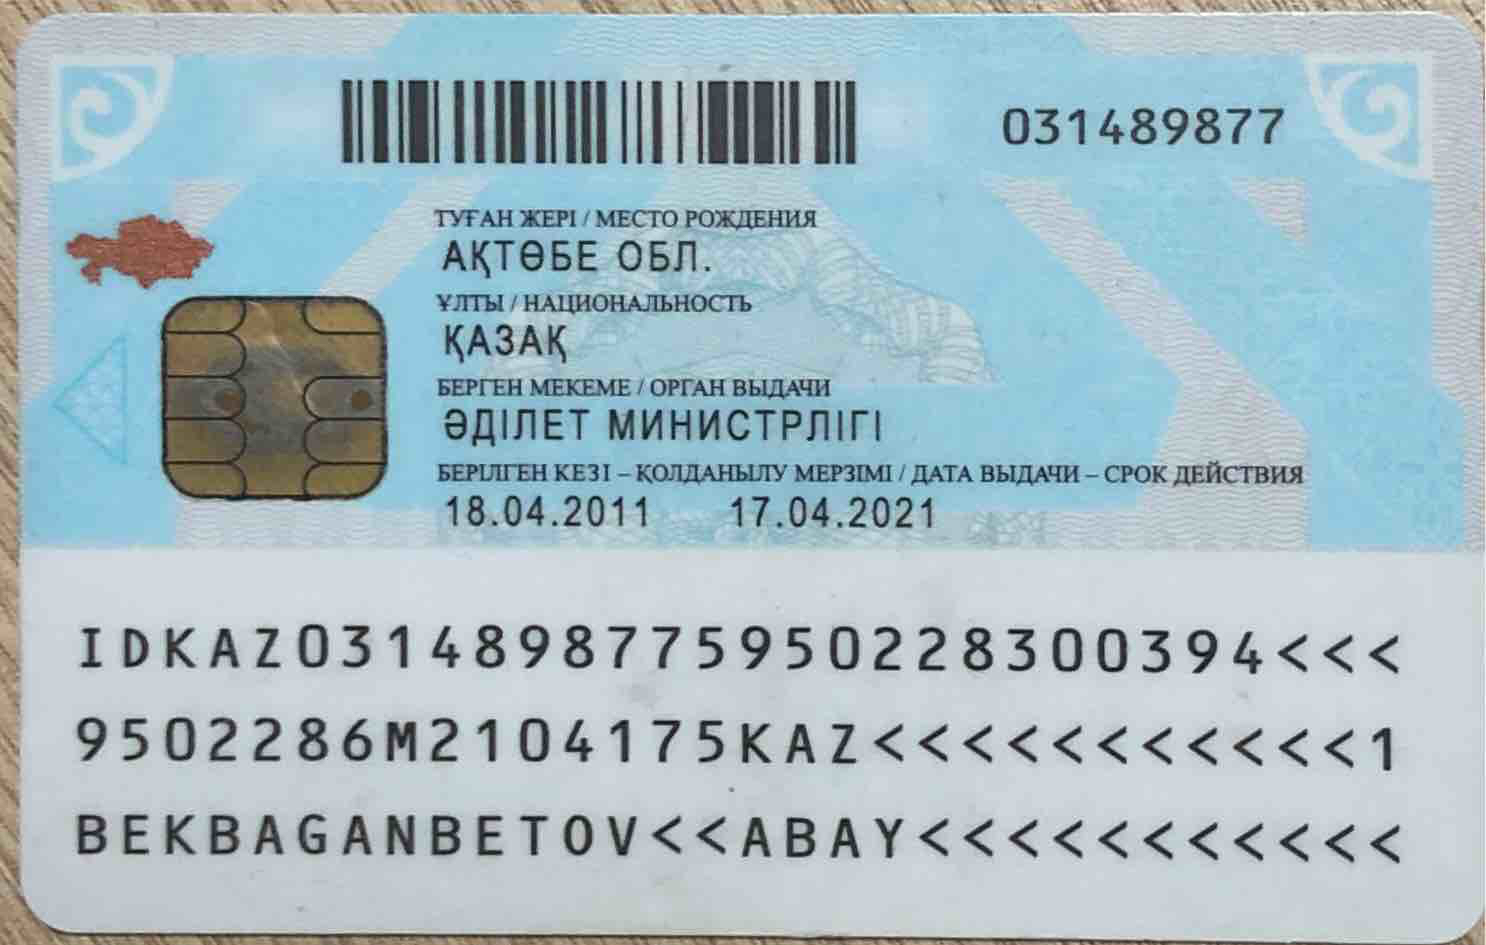 031489877
ТУҒАН ЖЕРІ / МЕСТО РОЖДЕНИЯ
АҚТӨБЕ ОБЛ.
ҰЛТЫ / НАЦИОНАЛЬНОСТЬ
ҚАЗАҚ
БЕРГЕН МЕКЕМЕ / ОРГАН ВЫДАЧИ
ӘДІЛЕТ МИНИСТРЛІГІ
БЕРІЛГЕН КЕЗІ – ҚОЛДАНЫЛУ МЕРЗІМІ / ДАТА ВЫДАЧИ – СРОК ДЕЙСТВИЯ
18.04.2011 17.04.2021
IDKAZ0314898775950228300394<<<
9502286M2104175KAZ<<<<<<<<<<<1
BEKBAGANBETOV<<ABAY<<<<<<<<<<<